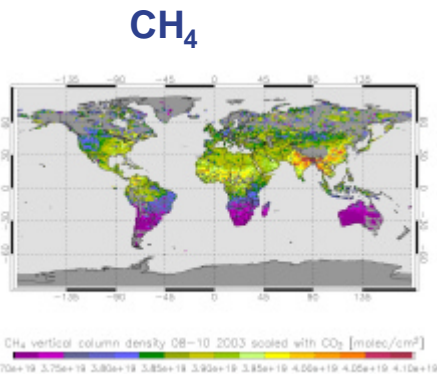 CH₄
-135 -90 -45 0 45 90 135
-135 -90 -45 0 45 90 135
CH₄ vertical column density 08-10 2003 scaled with CO₂ [molec/cm²]
70e+19 3.75e+19 3.80e+19 3.85e+19 3.90e+19 3.95e+19 4.00e+19 4.05e+19 4.10e+19